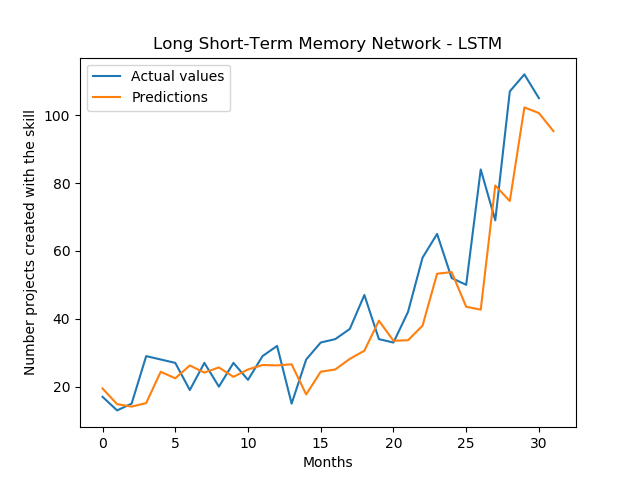 Long Short-Term Memory Network - LSTM
Actual values
Predictions
Number projects created with the skill
100
80
60
40
20
0 5 10 15 20 25 30
Months